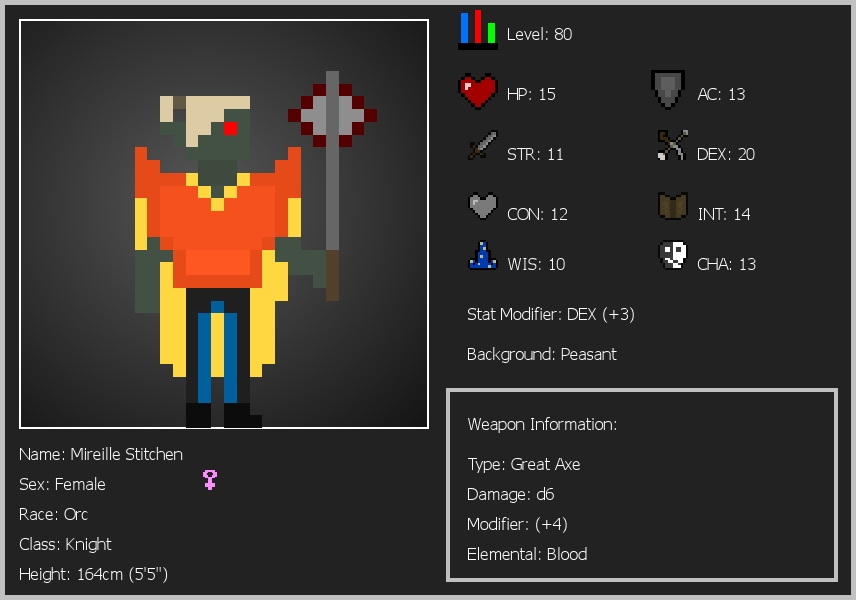 Level: 80
HP: 15
AC: 13
STR: 11
DEX: 20
CON: 12
INT: 14
WIS: 10
CHA: 13
Stat Modifier: DEX (+3)
Background: Peasant
Name: Mireille Stitchen
Sex: Female
Race: Orc
Class: Knight
Height: 164cm (5'5")
Weapon Information:
Type: Great Axe
Damage: d6
Modifier: (+4)
Elemental: Blood